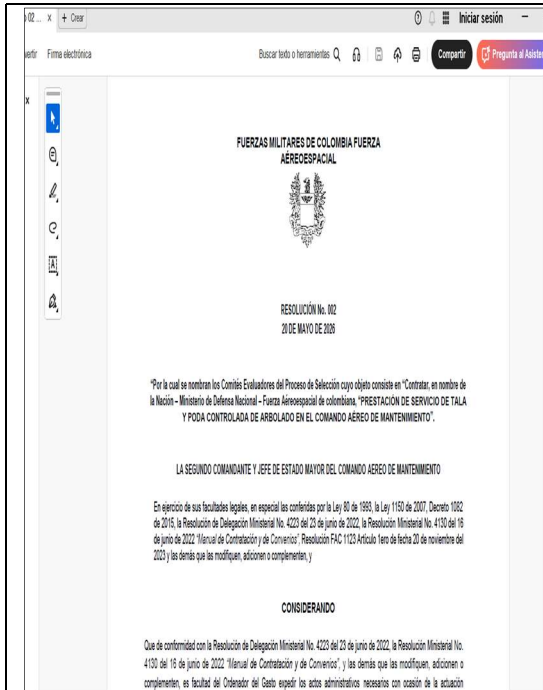 02 ... x + Crear
Iniciar sesión
vertir Firma electrónica
Buscar texto o herramientas
Compartir
Pregunta al Asisten
x
FUERZAS MILITARES DE COLOMBIA FUERZA
AÉREOESPACIAL
RESOLUCIÓN No. 002
20 DE MAYO DE 2026
"Por la cual se nombran los Comités Evaluadores del Proceso de Selección cuyo objeto consiste en "Contratar, en nombre de
la Nación – Ministerio de Defensa Nacional – Fuerza Aéreoespacial de colombiana, "PRESTACIÓN DE SERVICIO DE TALA
Y PODA CONTROLADA DE ARBOLADO EN EL COMANDO AÉREO DE MANTENIMIENTO".
LA SEGUNDO COMANDANTE Y JEFE DE ESTADO MAYOR DEL COMANDO AEREO DE MANTENIMIENTO
En ejercicio de sus facultades legales, en especial las conferidas por la Ley 80 de 1993, la Ley 1150 de 2007, Decreto 1082
de 2015, la Resolución de Delegación Ministerial No. 4223 del 23 de junio de 2022, la Resolución Ministerial No. 4130 del 16
de junio de 2022 "Manual de Contratación y de Convenios", Resolución FAC 1123 Artículo 1ero de fecha 20 de noviembre del
2023 y las demás que las modifiquen, adicionen o complementen, y
CONSIDERANDO
Que de conformidad con la Resolución de Delegación Ministerial No. 4223 del 23 de junio de 2022, la Resolución Ministerial No.
4130 del 16 de junio de 2022 "Manual de Contratación y de Convenios", y las demás que las modifiquen, adicionen o
complementen, es facultad del Ordenador del Gasto expedir los actos administrativos necesarios con ocasión de la actuación